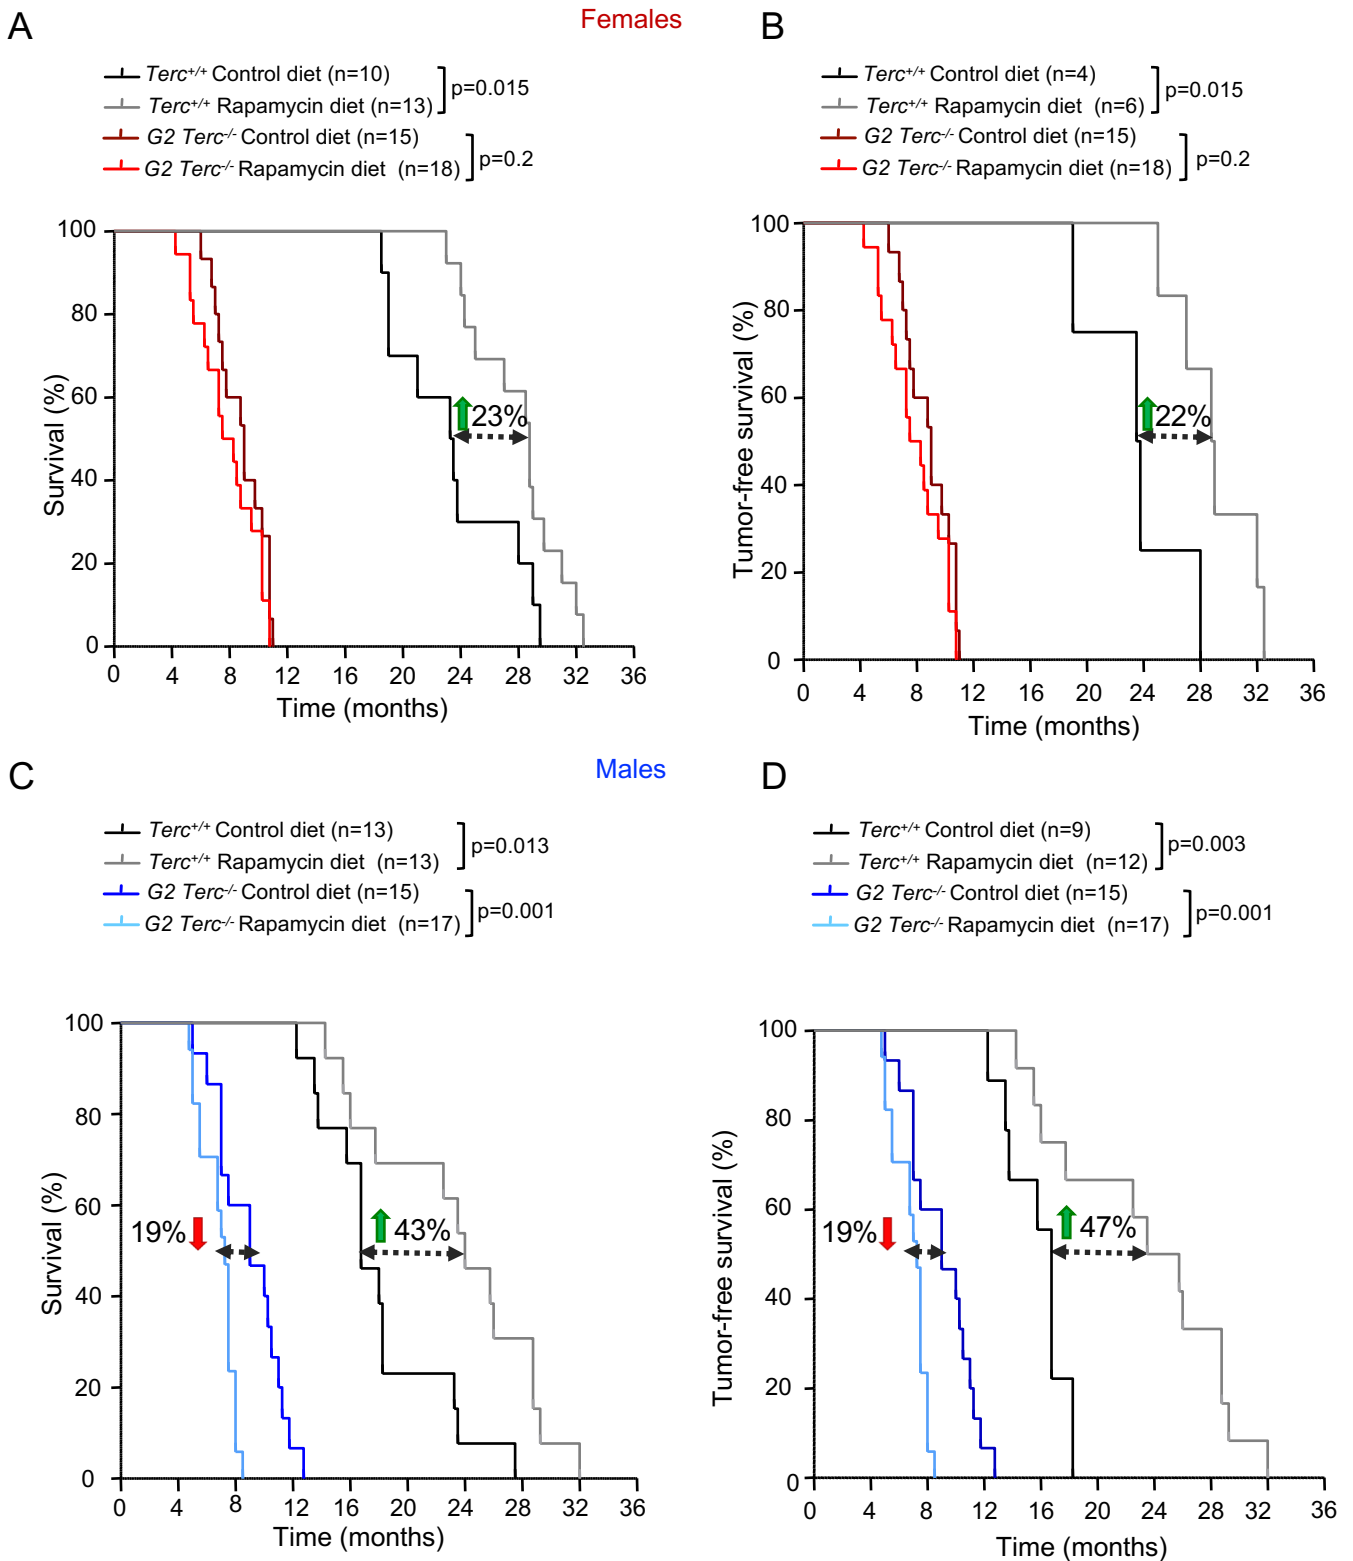 A
Females
B
Terc+/+ Control diet (n=10)
Terc+/+ Rapamycin diet (n=13)
p=0.015
G2 Terc-/- Control diet (n=15)
G2 Terc-/- Rapamycin diet (n=18)
p=0.2
Terc+/+ Control diet (n=4)
Terc+/+ Rapamycin diet (n=6)
p=0.015
G2 Terc-/- Control diet (n=15)
G2 Terc-/- Rapamycin diet (n=18)
p=0.2
Survival (%)
100
80
60
40
20
0
23%
0 4 8 12 16 20 24 28 32 36
Time (months)
Tumor-free survival (%)
100
80
60
40
20
0
22%
0 4 8 12 16 20 24 28 32 36
Time (months)
C
Males
D
Terc+/+ Control diet (n=13)
Terc+/+ Rapamycin diet (n=13)
p=0.013
G2 Terc-/- Control diet (n=15)
G2 Terc-/- Rapamycin diet (n=17)
p=0.001
Terc+/+ Control diet (n=9)
Terc+/+ Rapamycin diet (n=12)
p=0.003
G2 Terc-/- Control diet (n=15)
G2 Terc-/- Rapamycin diet (n=17)
p=0.001
Survival (%)
100
80
60
40
20
0
19%
43%
0 4 8 12 16 20 24 28 32 36
Time (months)
Tumor-free survival (%)
100
80
60
40
20
0
19%
47%
0 4 8 12 16 20 24 28 32 36
Time (months)